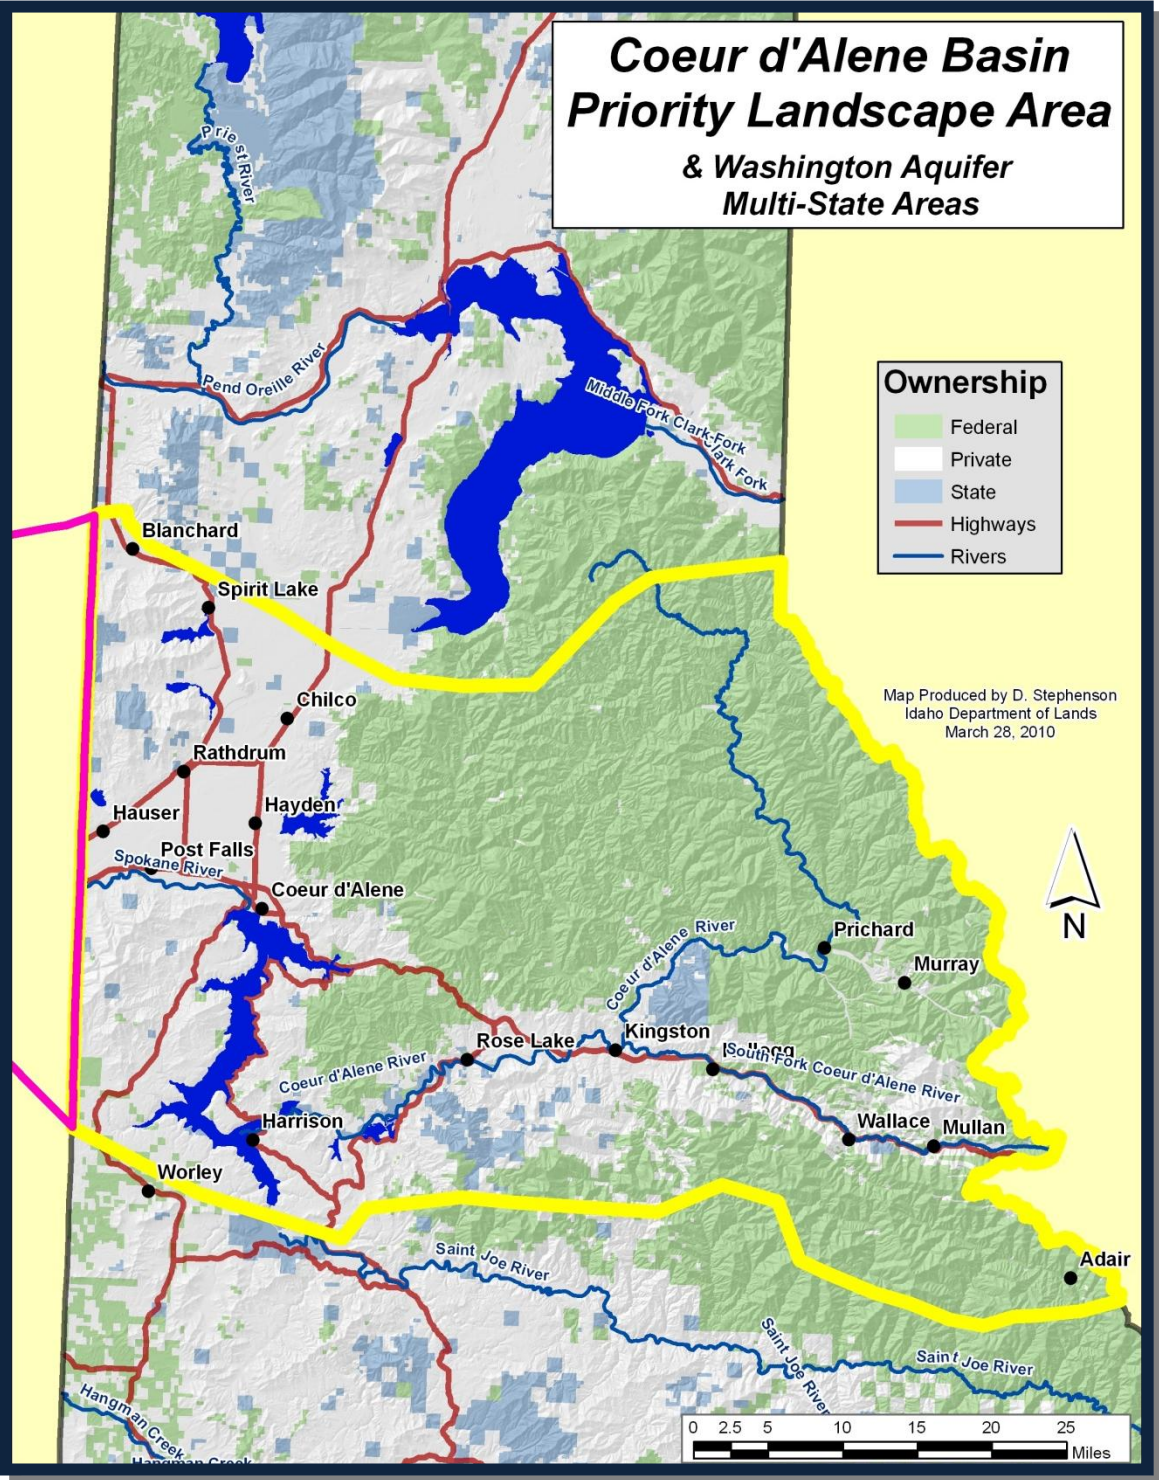 Coeur d'Alene Basin
Priority Landscape Area
& Washington Aquifer
Multi-State Areas
Priest River
Pend Oreille River
Middle Fork Clark-Fork
Clark Fork
Ownership
Federal
Private
State
Highways
Rivers
Blanchard
Spirit Lake
Map Produced by D. Stephenson
Idaho Department of Lands
March 28, 2010
Chilco
Rathdrum
Hayden
Hauser
Post Falls
Spokane River
Coeur d'Alene
N
Prichard
Coeur d'Alene River
Murray
Kingston
Rose Lake
South Fork Coeur d'Alene River
Coeur d'Alene River
Harrison
Wallace
Mullan
Worley
Saint Joe River
Adair
Saint Joe River
Saint Joe River
Hangman Creek
Hangman Creek
0 2.5 5 10 15 20 25
Miles